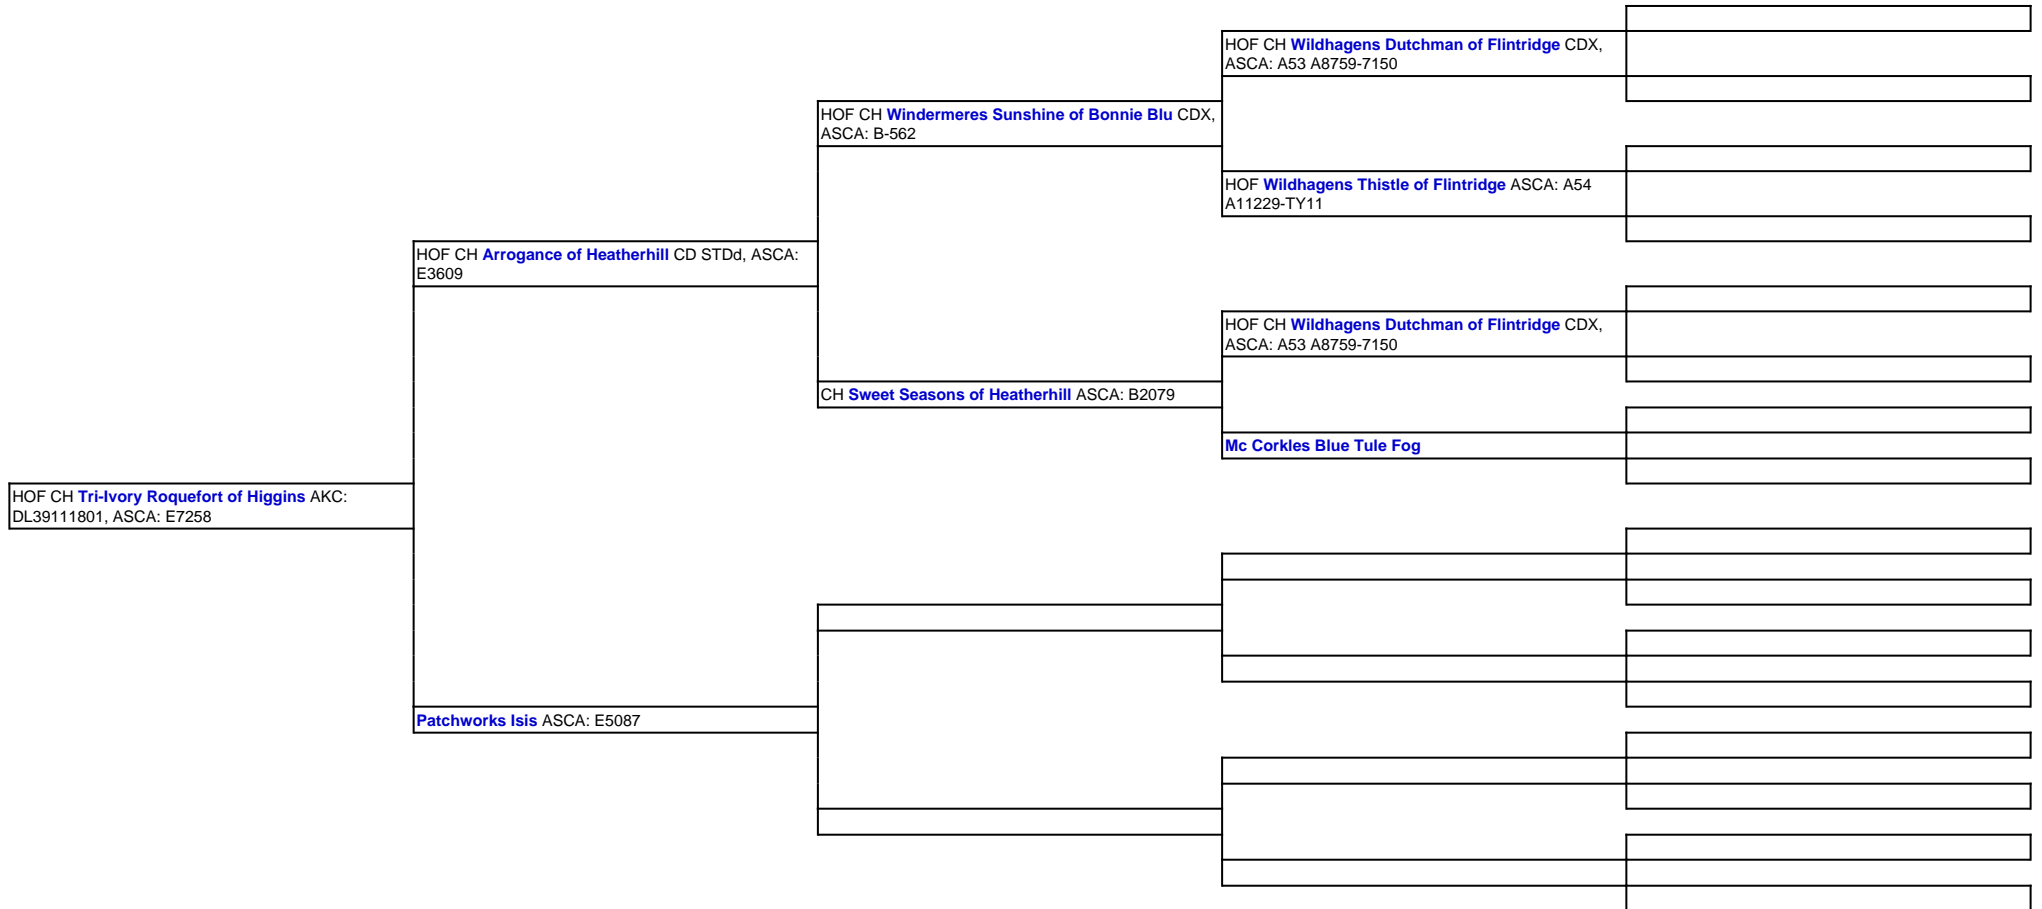 HOF CH Wildhagens Dutchman of Flintridge CDX,
ASCA: A53 A8759-7150
HOF CH Windermeres Sunshine of Bonnie Blu CDX,
ASCA: B-562
HOF Wildhagens Thistle of Flintridge ASCA: A54
A11229-TY11
HOF CH Arrogance of Heatherhill CD STDd, ASCA:
E3609
HOF CH Wildhagens Dutchman of Flintridge CDX,
ASCA: A53 A8759-7150
CH Sweet Seasons of Heatherhill ASCA: B2079
Mc Corkles Blue Tule Fog
HOF CH Tri-Ivory Roquefort of Higgins AKC:
DL39111801, ASCA: E7258
Patchworks Isis ASCA: E5087